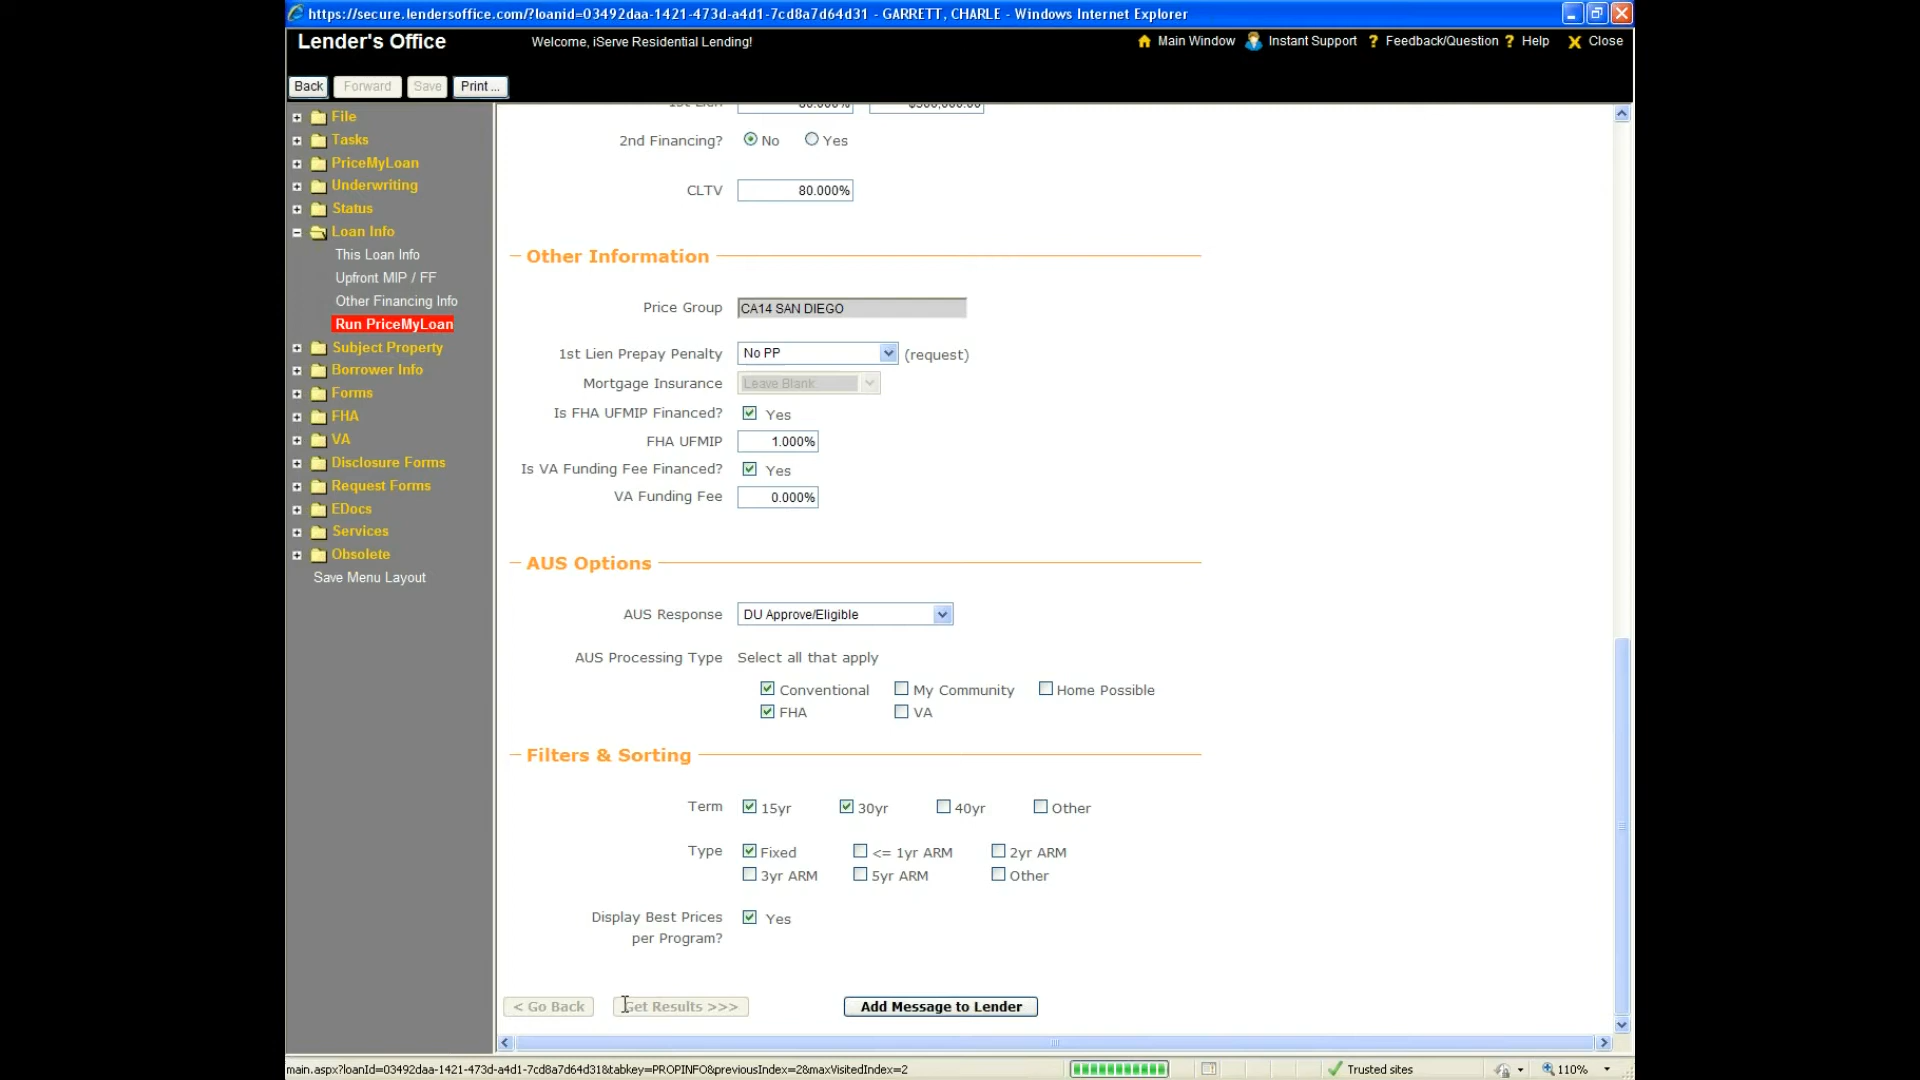 https://secure.lendersoffice.com/?loanid=03492daa-1421-473d-a4d1-7cd8a7d64d31 - GARRETT, CHARLE - Windows Internet Explorer
Lender's Office
Welcome, iServe Residential Lending!
Main Window Instant Support ? Feedback/Question ? Help X Close
Back Forward Save Print ...
File
Tasks
PriceMyLoan
Underwriting
Status
Loan Info
This Loan Info
Upfront MIP / FF
Other Financing Info
Run PriceMyLoan
Subject Property
Borrower Info
Forms
FHA
VA
Disclosure Forms
Request Forms
EDocs
Services
Obsolete
Save Menu Layout
1st Lien 80.000%
2nd Financing? No Yes
CLTV 80.000%
Other Information
Price Group CA14 SAN DIEGO
1st Lien Prepay Penalty No PP (request)
Mortgage Insurance Leave Blank
Is FHA UFMIP Financed? Yes
FHA UFMIP 1.000%
Is VA Funding Fee Financed? Yes
VA Funding Fee 0.000%
AUS Options
AUS Response DU Approve/Eligible
AUS Processing Type Select all that apply
Conventional My Community Home Possible
FHA VA
Filters & Sorting
Term 15yr 30yr 40yr Other
Type Fixed <= 1yr ARM 2yr ARM
3yr ARM 5yr ARM Other
Display Best Prices Yes
per Program?
< Go Back Get Results >>> Add Message to Lender
main.aspx?loanId=03492daa-1421-473d-a4d1-7cd8a7d64d31&tabkey=PROPINFO&previousIndex=2&maxVisitedIndex=2
Trusted sites
110%